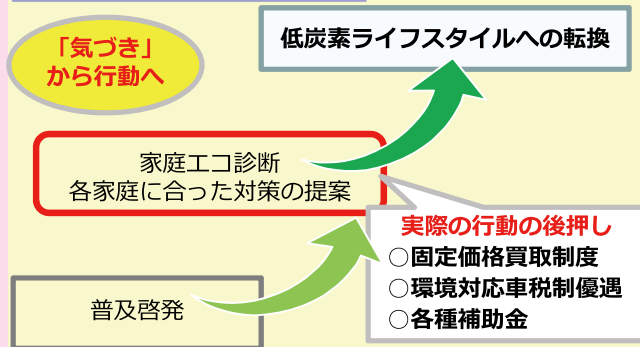 「気づき」
から行動へ
低炭素ライフスタイルへの転換
家庭エコ診断
各家庭に合った対策の提案
実際の行動の後押し
○固定価格買取制度
○環境対応車税制優遇
○各種補助金
普及啓発